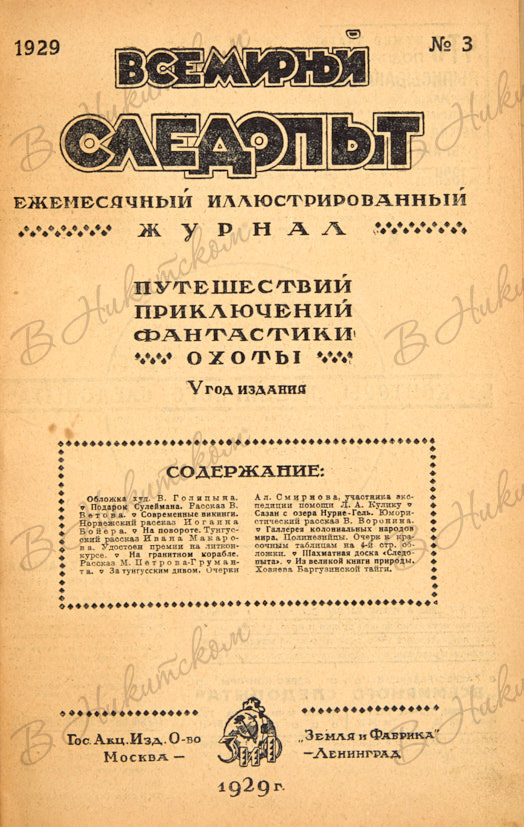 1929
№ 3
ВСЕМИРНЫЙ
СЛЕДОПЫТ
ЕЖЕМЕСЯЧНЫЙ ИЛЛЮСТРИРОВАННЫЙ
ЖУРНАЛ
ПУТЕШЕСТВИЙ
ПРИКЛЮЧЕНИЙ
ФАНТАСТИКИ
ОХОТЫ
V ГОД ИЗДАНИЯ
СОДЕРЖАНИЕ:
Обложка худ. В. Голицына.
Подарок Сулеймана. Рассказ В.
Ветова. Современные викинги.
Норвежский рассказ Иоганна
Бойера. На повороте. Тунгус-
ский рассказ Ивана Макаро-
ва. Удостоен премии на литкон-
курсе. На гранитном корабле.
Рассказ М. Петрова-Груман-
та. За тунгусским дивом. Очерки
Ал. Смирнова, участника экс-
педиции помощи Л. А. Кулику
Сазан с озера Нурие-Гель. Юмори-
стический рассказ В. Воронина.
Галлерея колониальных народов
мира. Полинезийцы. Очерк к кра-
сочным таблицам на 4-й стр. об-
ложки. Шахматная доска «Следо-
пыта». Из великой книги природы.
Хозяева Баргузинской тайги.
Гос. Акц. Изд. О-во
Москва —
ЗИФ
„Земля и Фабрика"
— Ленинград
1929 г.
В Никитском